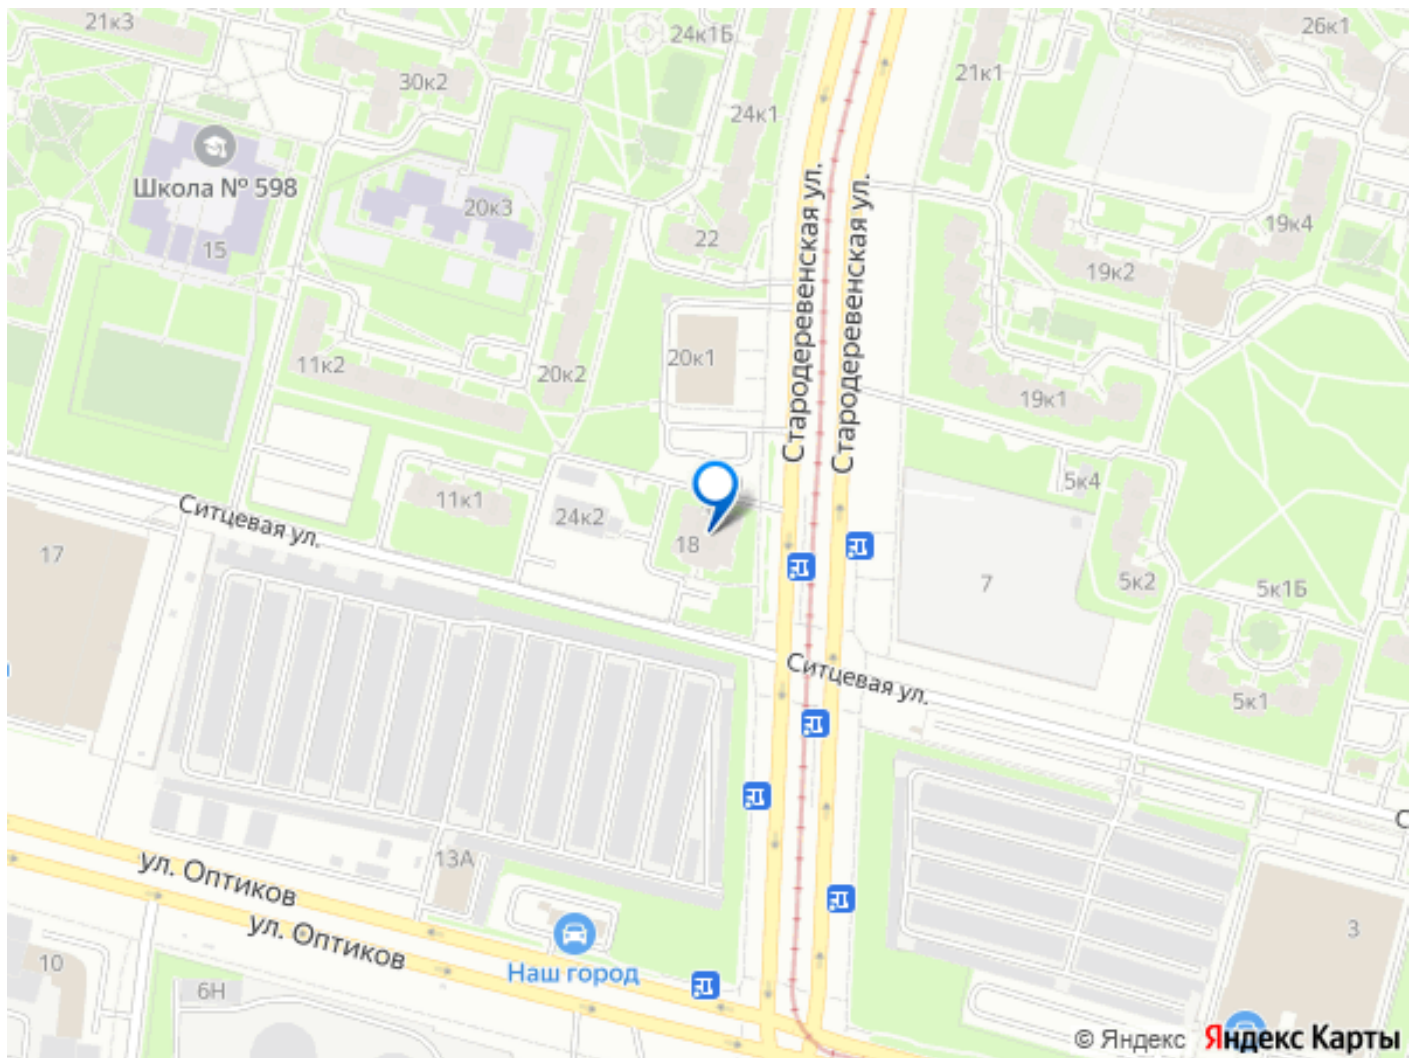 21к3
24к1Б
26к1
30к2
21к1
24к1
Школа № 598
15
20к3
22
19к4
19к2
Стародеревенская ул.
Стародеревенская ул.
11к2
20к2
20к1
19к1
11к1
24к2
18
5к4
Ситцевая ул.
17
7
5к2
5к1Б
Ситцевая ул.
5к1
С
13А
ул. Оптиков
ул. Оптиков
3
10
6Н
Наш город
© Яндекс Яндекс Карты